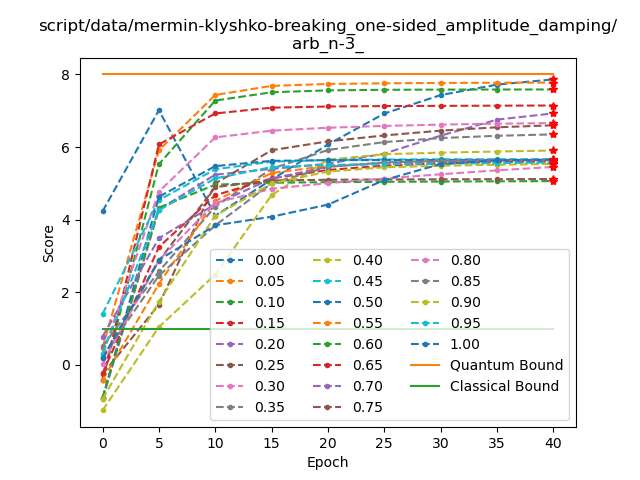 script/data/mermin-klyshko-breaking_one-sided_amplitude_damping/
arb_n-3_
Score
8
6
4
2
0
0 5 10 15 20 25 30 35 40
Epoch
0.00 0.40 0.80
0.05 0.45 0.85
0.10 0.50 0.90
0.15 0.55 0.95
0.20 0.60 1.00
0.25 0.65 Quantum Bound
0.30 0.70 Classical Bound
0.35 0.75